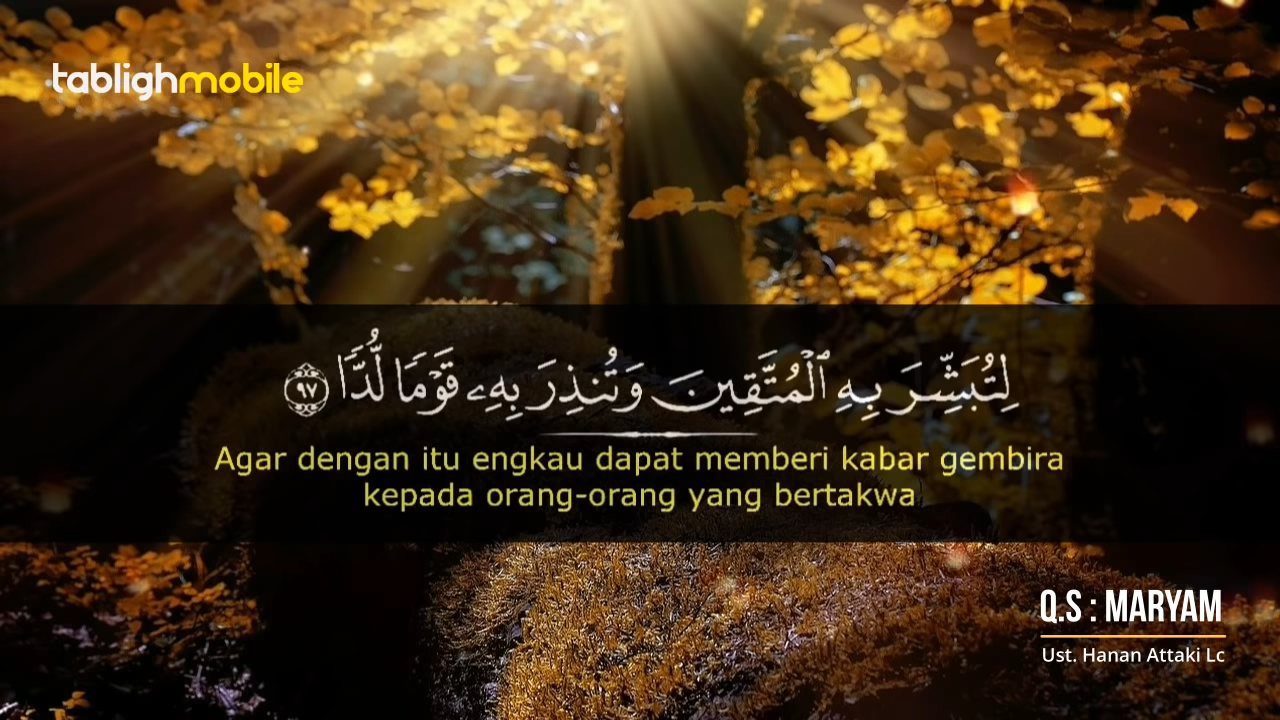 tablighmobile
لِتُبَشِّرَ بِهِ ٱلْمُتَّقِينَ وَتُنذِرَ بِهِۦ قَوْمًا لُّدًّا ٩٧
Agar dengan itu engkau dapat memberi kabar gembira
kepada orang-orang yang bertakwa
Q.S : MARYAM
Ust. Hanan Attaki Lc